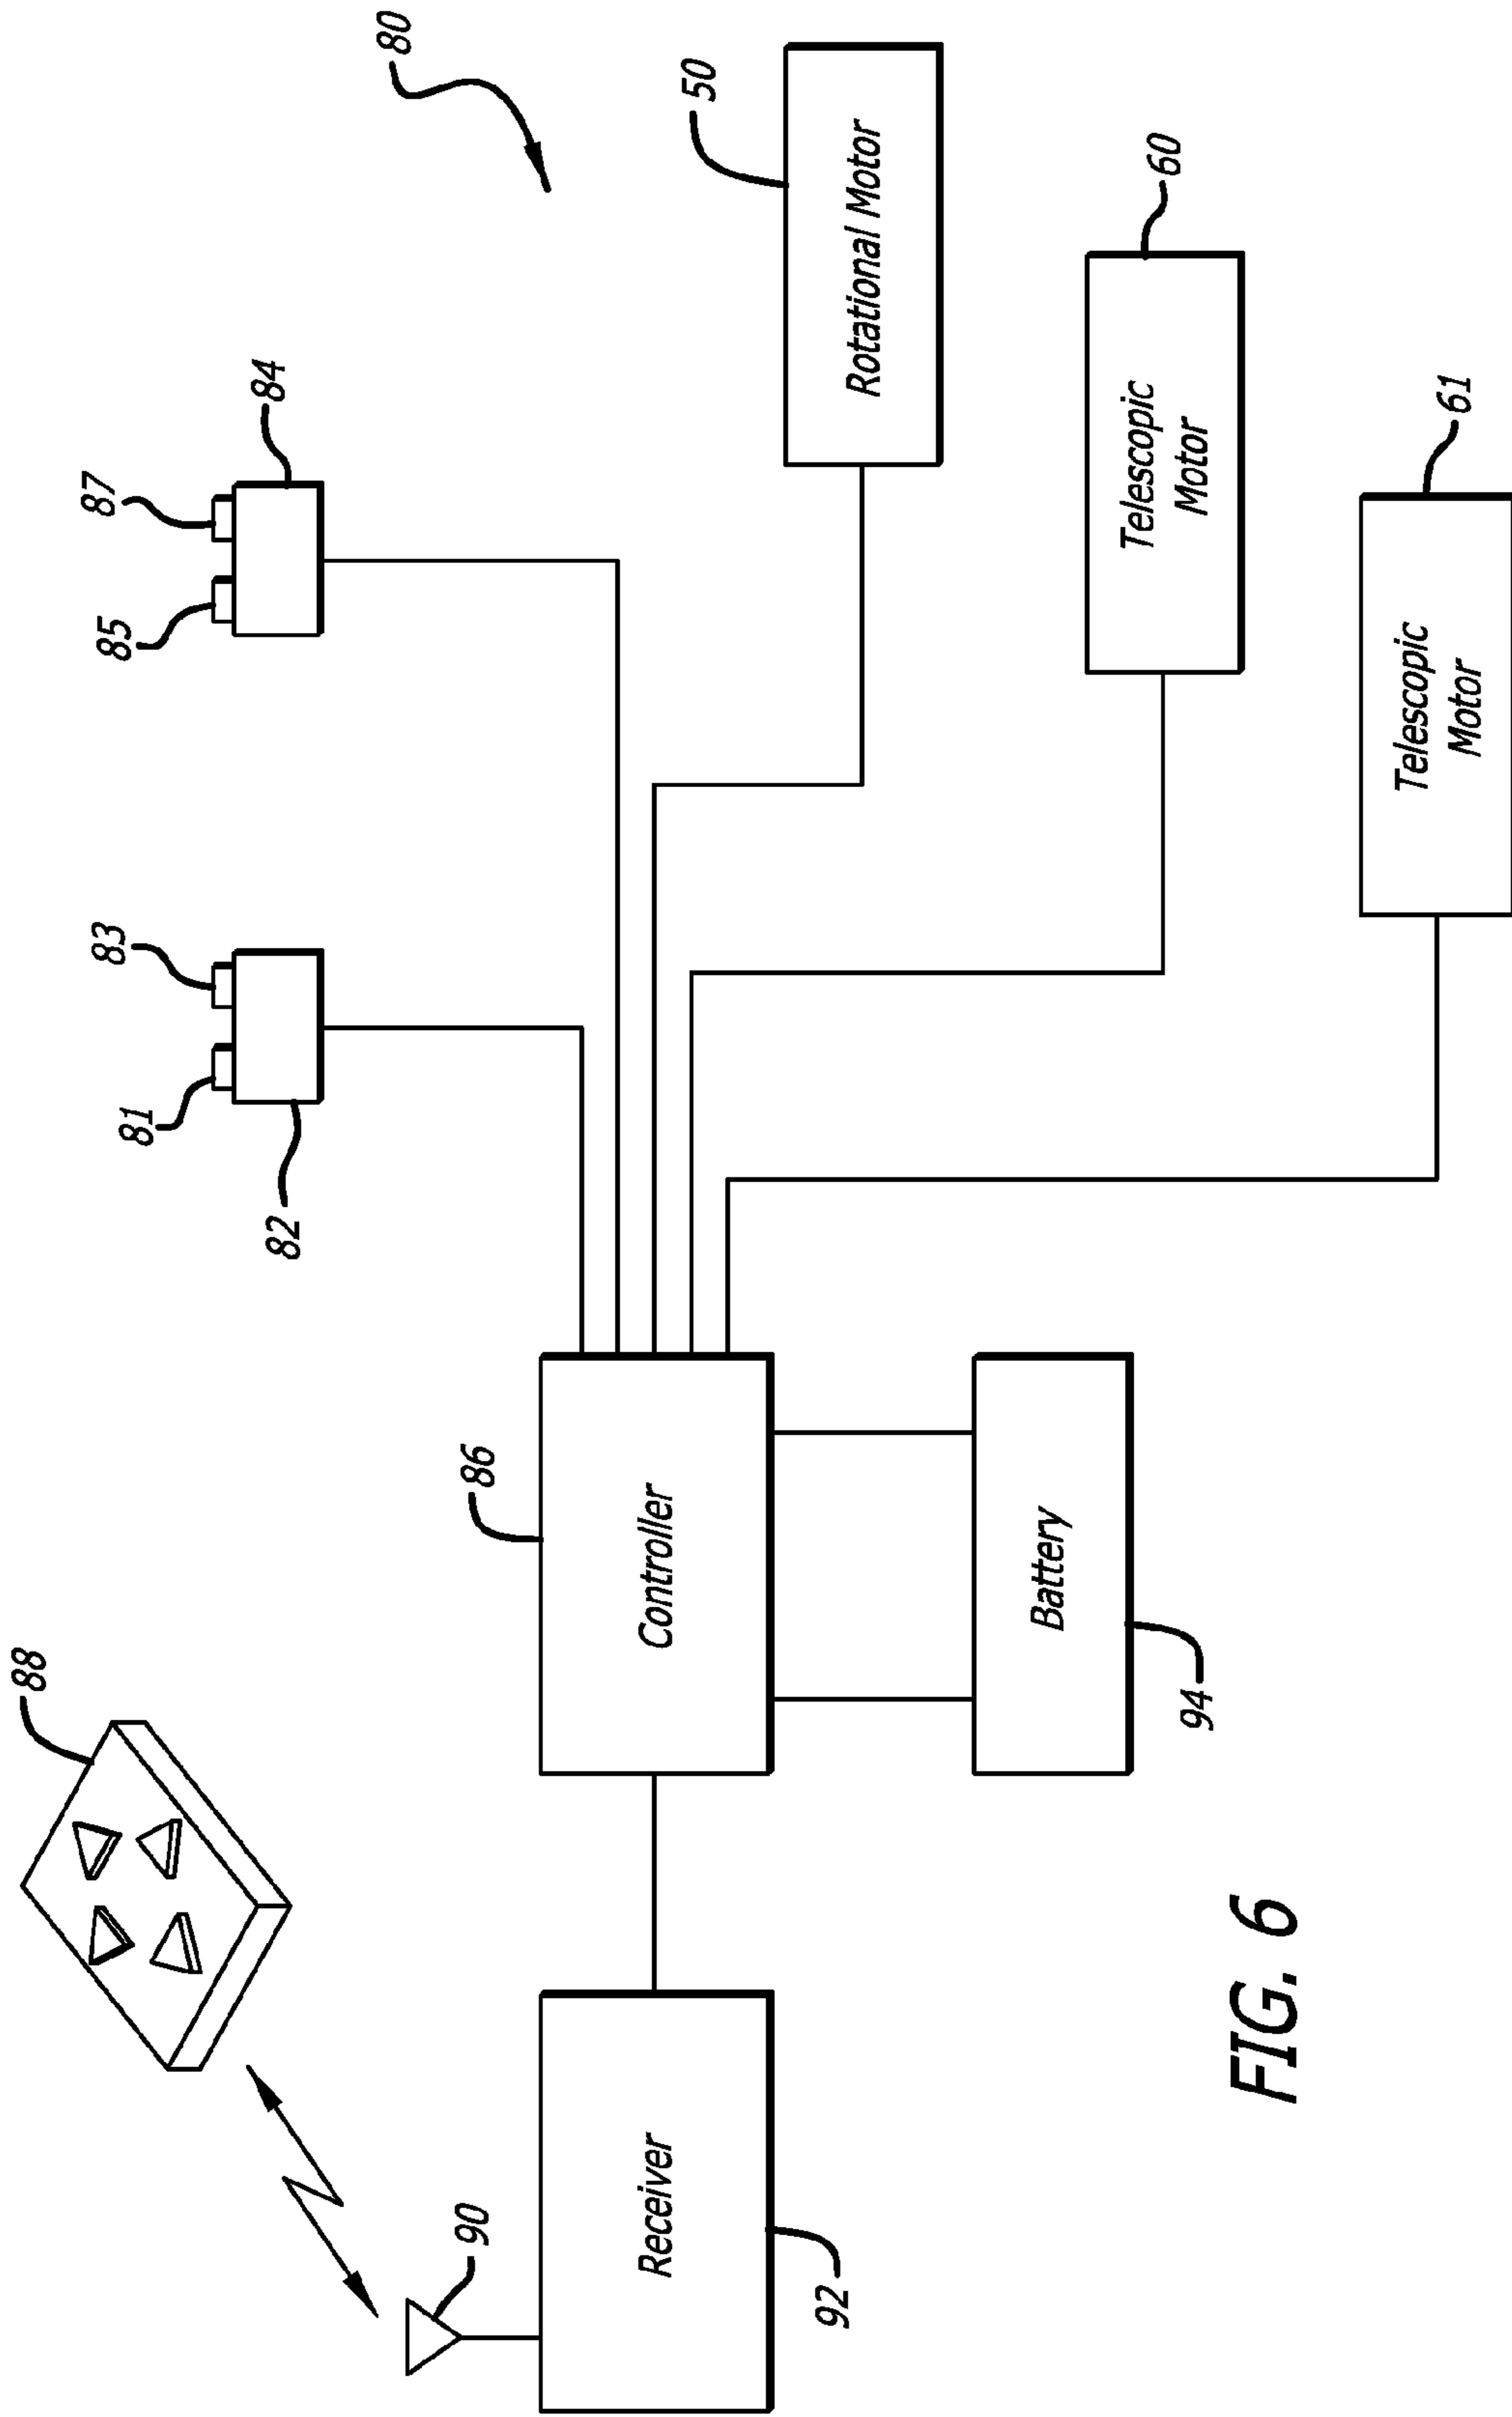 80
87
84
85
83
81
82
50
Rotational Motor
60
Telescopic
Motor
61
Telescopic
Motor
88
86
Controller
Battery
94
90
Receiver
92
FIG. 6